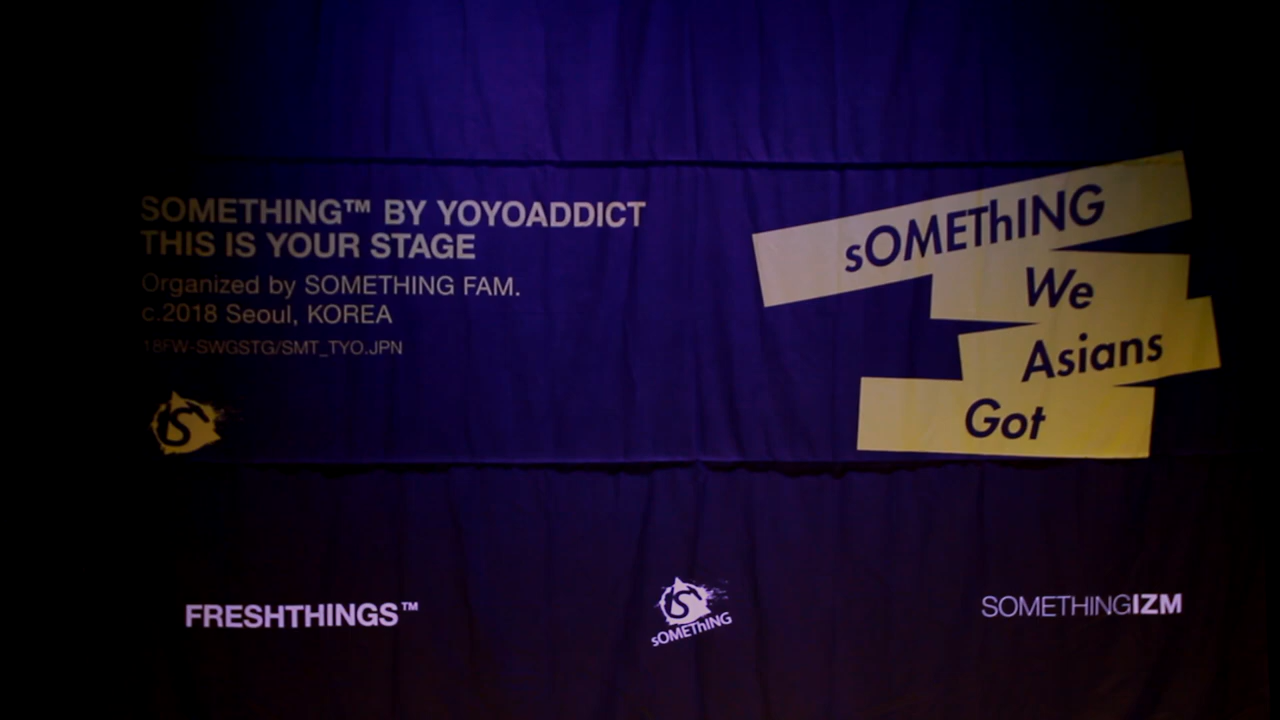 SOMETHING™ BY YOYOADDICT
THIS IS YOUR STAGE
Organized by SOMETHING FAM.
c.2018 Seoul, KOREA
18FW-SWGSTG/SMT_TYO.JPN
sOMEThING
We
Asians
Got
FRESHTHINGS™
sOMEThING
SOMETHINGIZM